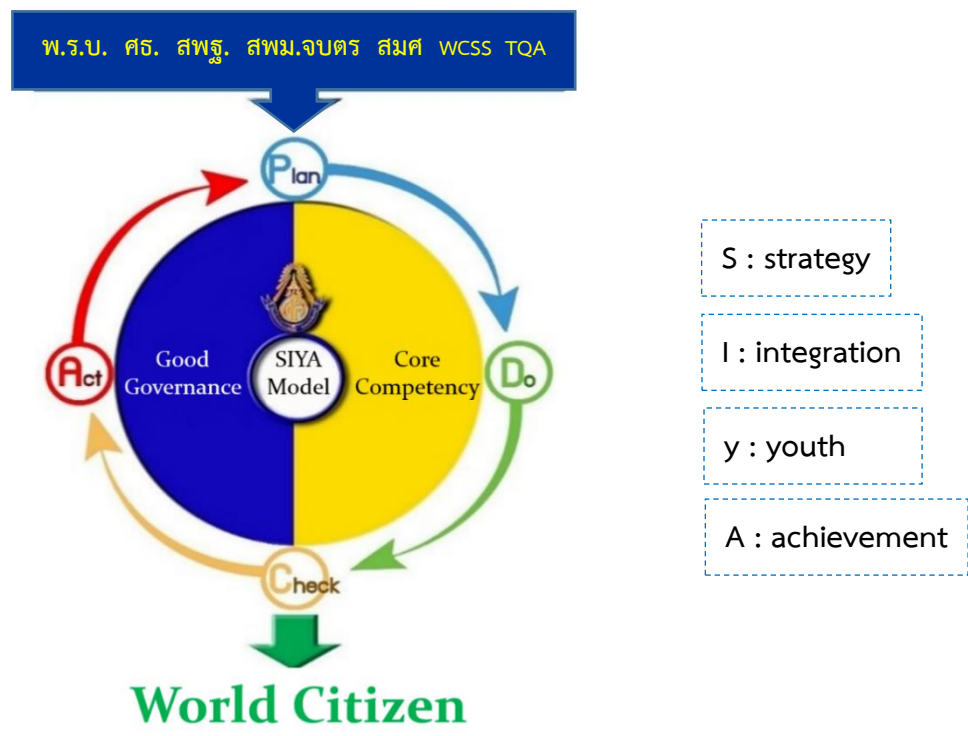 พ.ร.บ. ศธ. สพฐ. สพม.จบตร สมศ WCSS TQA
Plan
Act
Good
Governance
SIYA
Model
Core
Competency
Do
Check
World Citizen
S : strategy
I : integration
y : youth
A : achievement